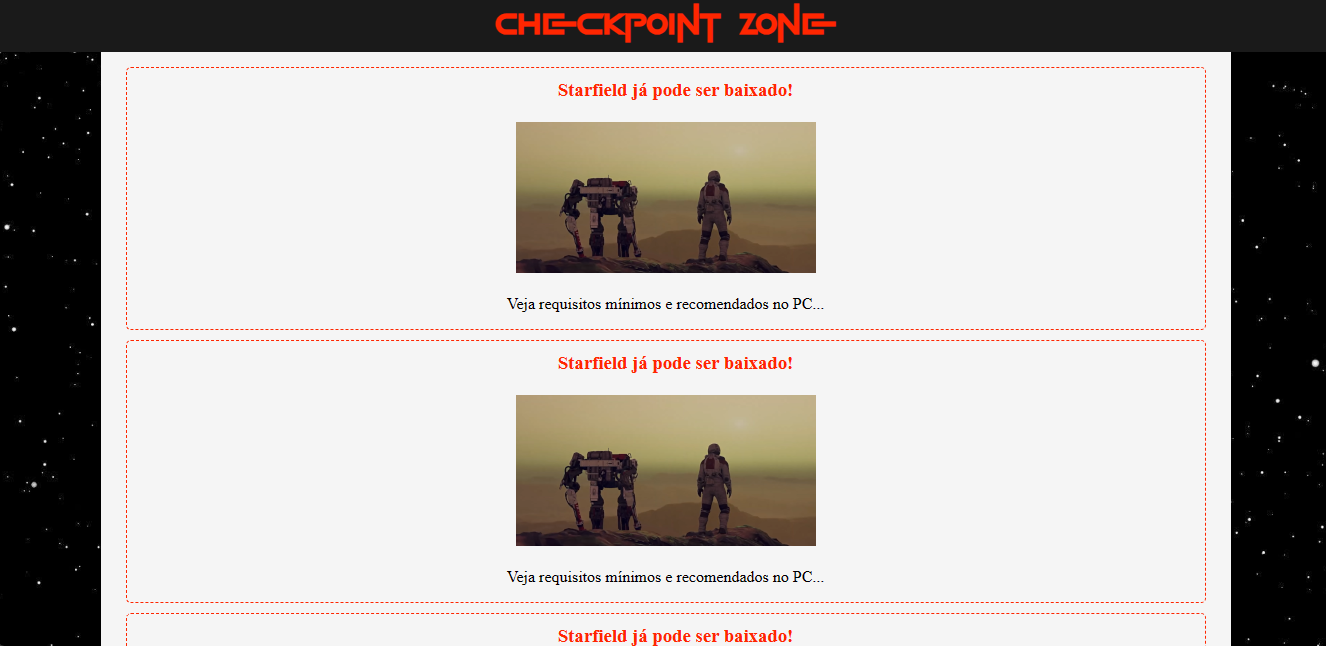 CHECKPOINT ZONE
Starfield já pode ser baixado!
Veja requisitos mínimos e recomendados no PC...
Starfield já pode ser baixado!
Veja requisitos mínimos e recomendados no PC...
Starfield já pode ser baixado!